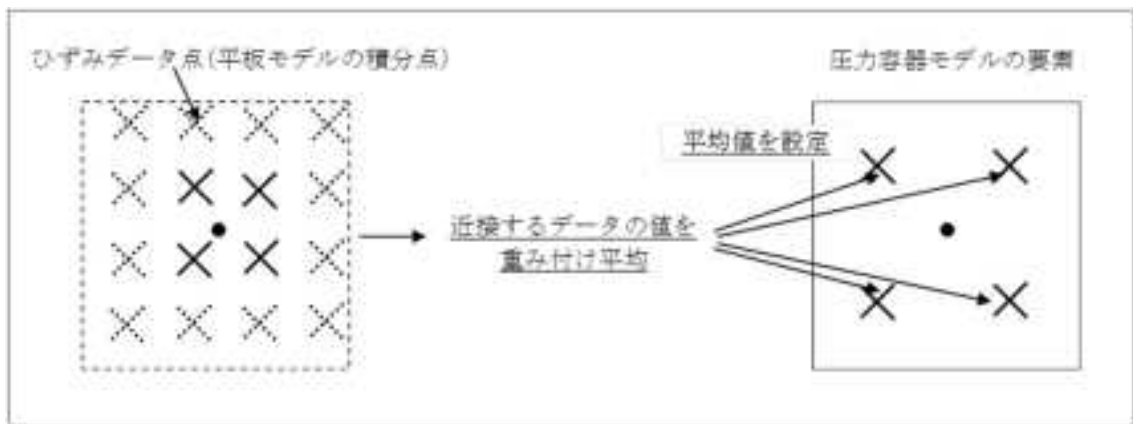 ひずみデータ点(平板モデルの積分点)
圧力容器モデルの要素
平均値を設定
近接するデータの値を
重み付け平均